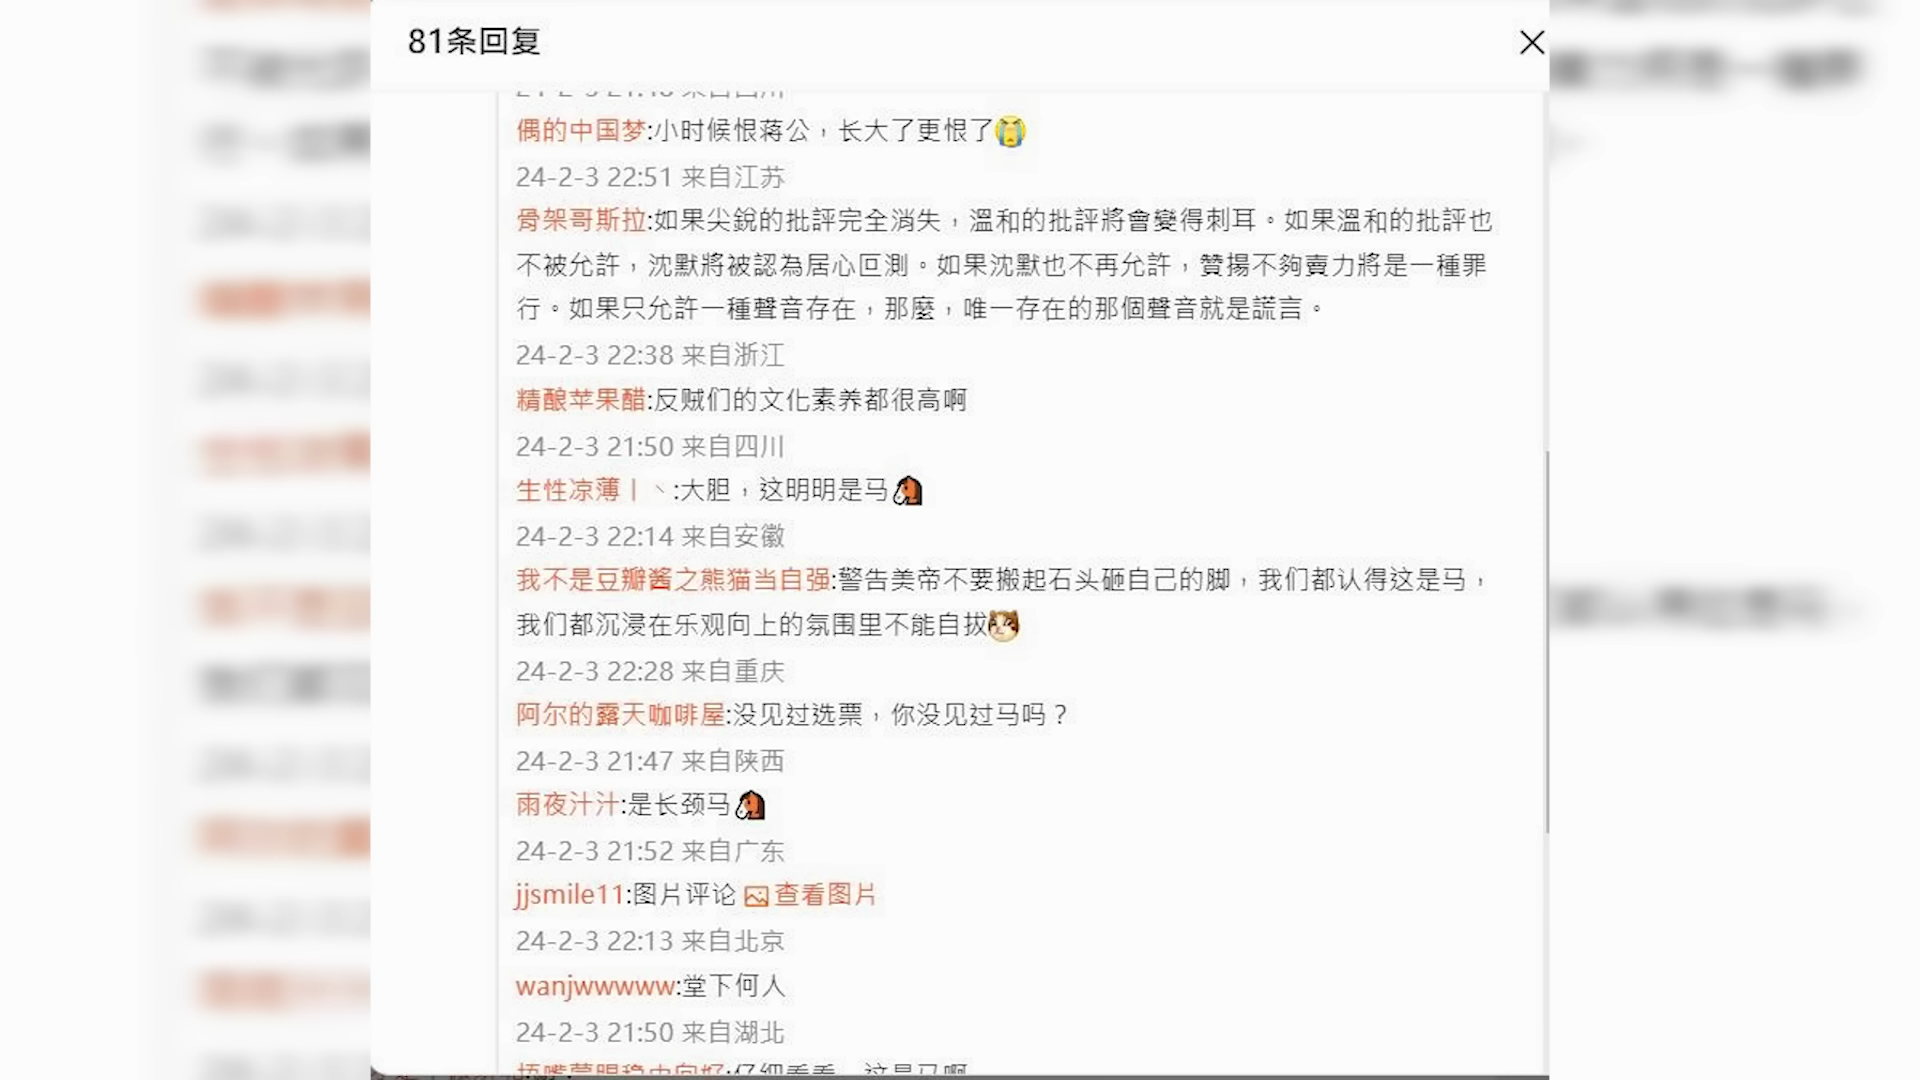 81条回复
偶的中国梦:小时候恨蒋公，长大了更恨了
24-2-3 22:51 来自江苏
骨架哥斯拉:如果尖銳的批評完全消失，溫和的批評將會變得刺耳。如果溫和的批評也
不被允許，沈默將被認為居心叵測。如果沈默也不再允許，贊揚不夠賣力將是一種罪
行。如果只允許一種聲音存在，那麼，唯一存在的那個聲音就是謊言。
24-2-3 22:38 来自浙江
精酿苹果醋:反贼们的文化素养都很高啊
24-2-3 21:50 来自四川
生性凉薄丨丶:大胆，这明明是马
24-2-3 22:14 来自安徽
我不是豆瓣酱之熊猫当自强:警告美帝不要搬起石头砸自己的脚，我们都认得这是马，
我们都沉浸在乐观向上的氛围里不能自拔
24-2-3 22:28 来自重庆
阿尔的露天咖啡屋:没见过选票，你没见过马吗？
24-2-3 21:47 来自陕西
雨夜汁汁:是长颈马
24-2-3 21:52 来自广东
jjsmile11:图片评论 查看图片
24-2-3 22:13 来自北京
wanjwwwww:堂下何人
24-2-3 21:50 来自湖北